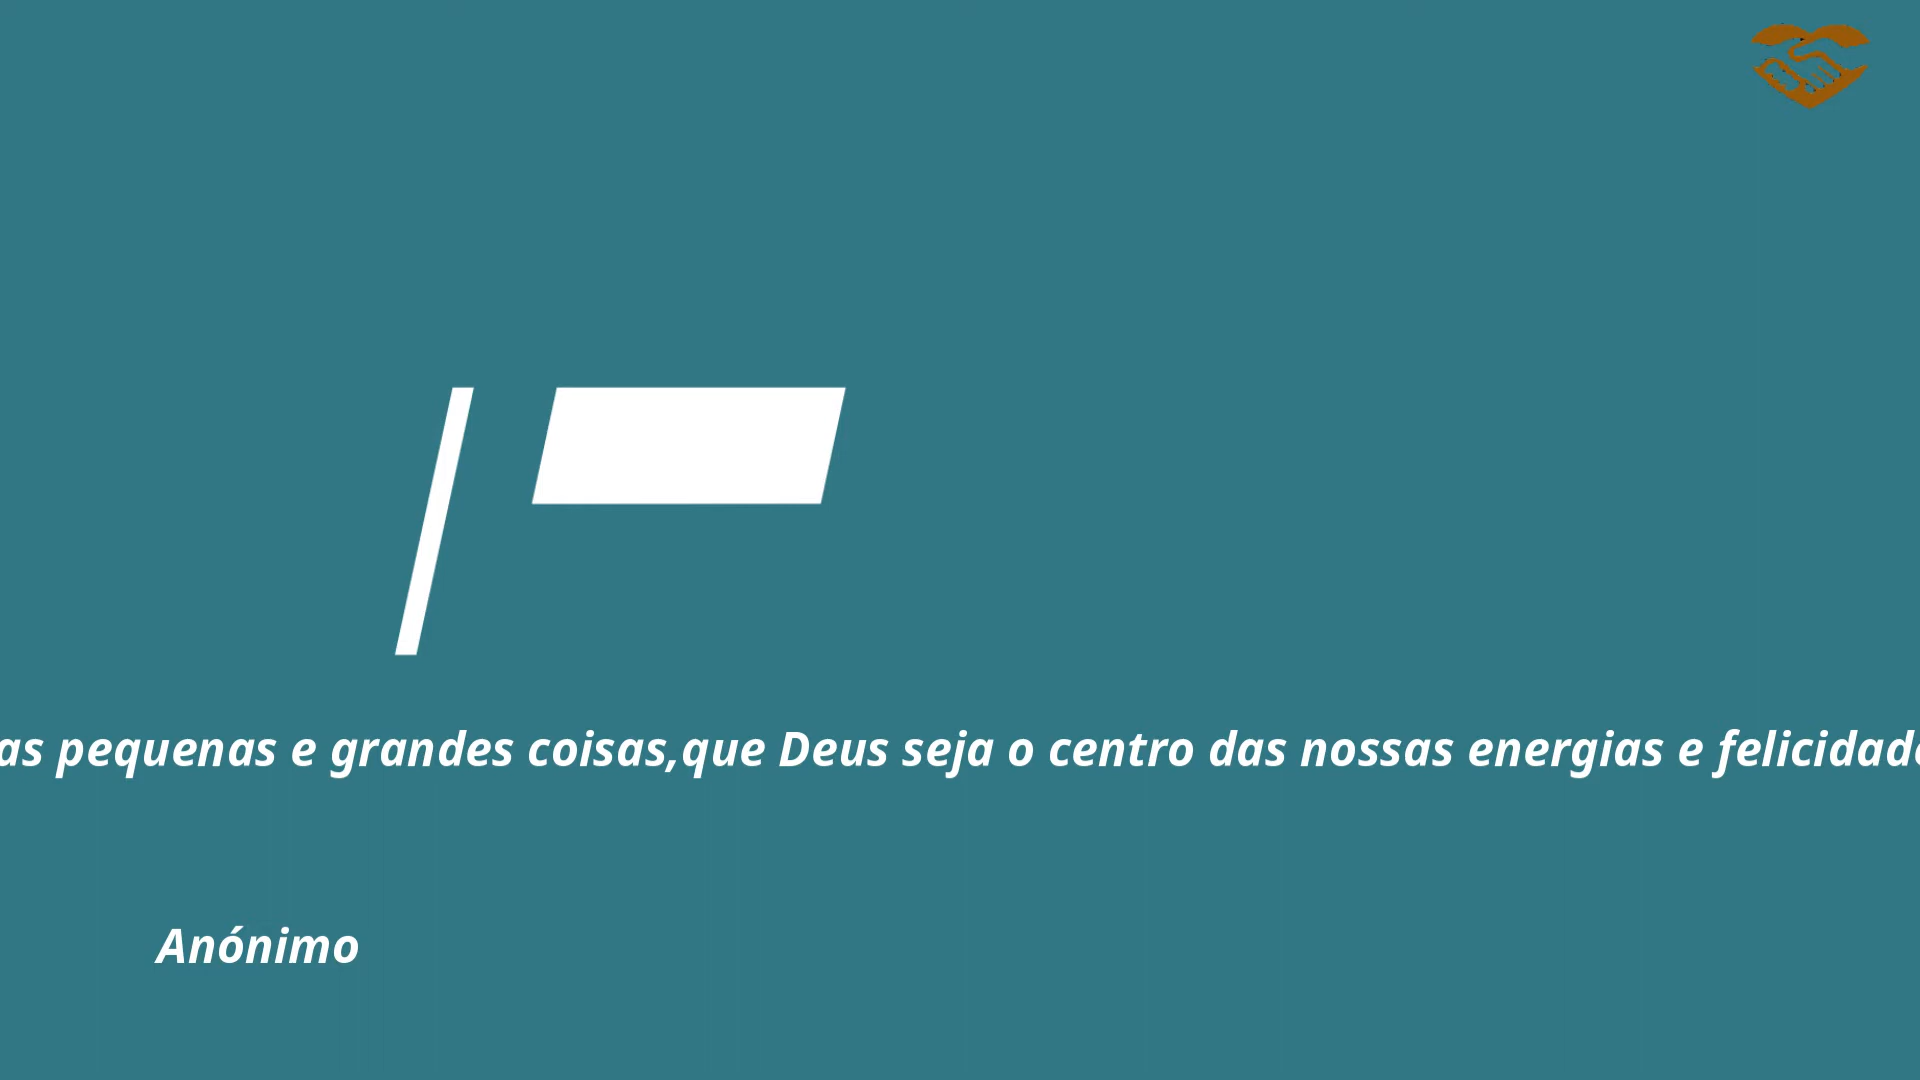 as pequenas e grandes coisas,que Deus seja o centro das nossas energias e felicidad
Anónimo